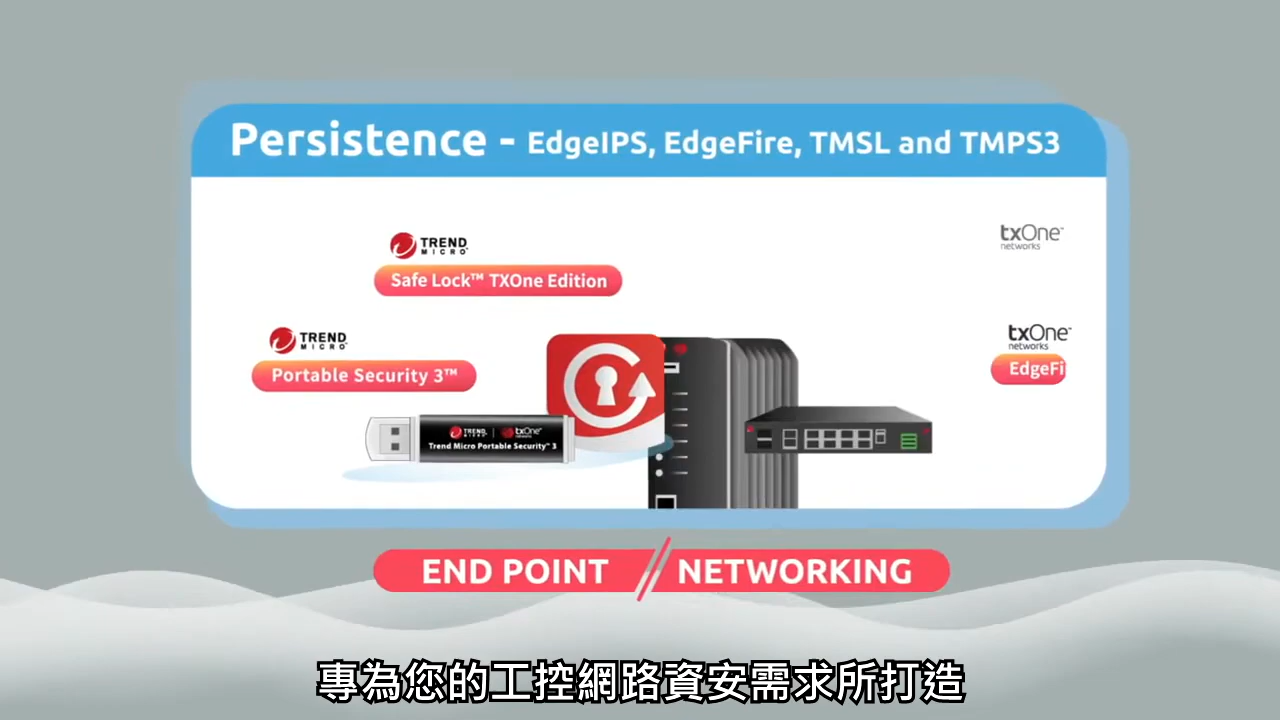 Persistence - EdgeIPS, EdgeFire, TMSL and TMPS3
TREND MICRO
Safe Lock™ TXOne Edition
txOne™ networks
TREND MICRO
Portable Security 3™
txOne™ networks
EdgeFi
TREND MICRO | txOne networks
Trend Micro Portable Security™ 3
END POINT // NETWORKING
專為您的工控網路資安需求所打造